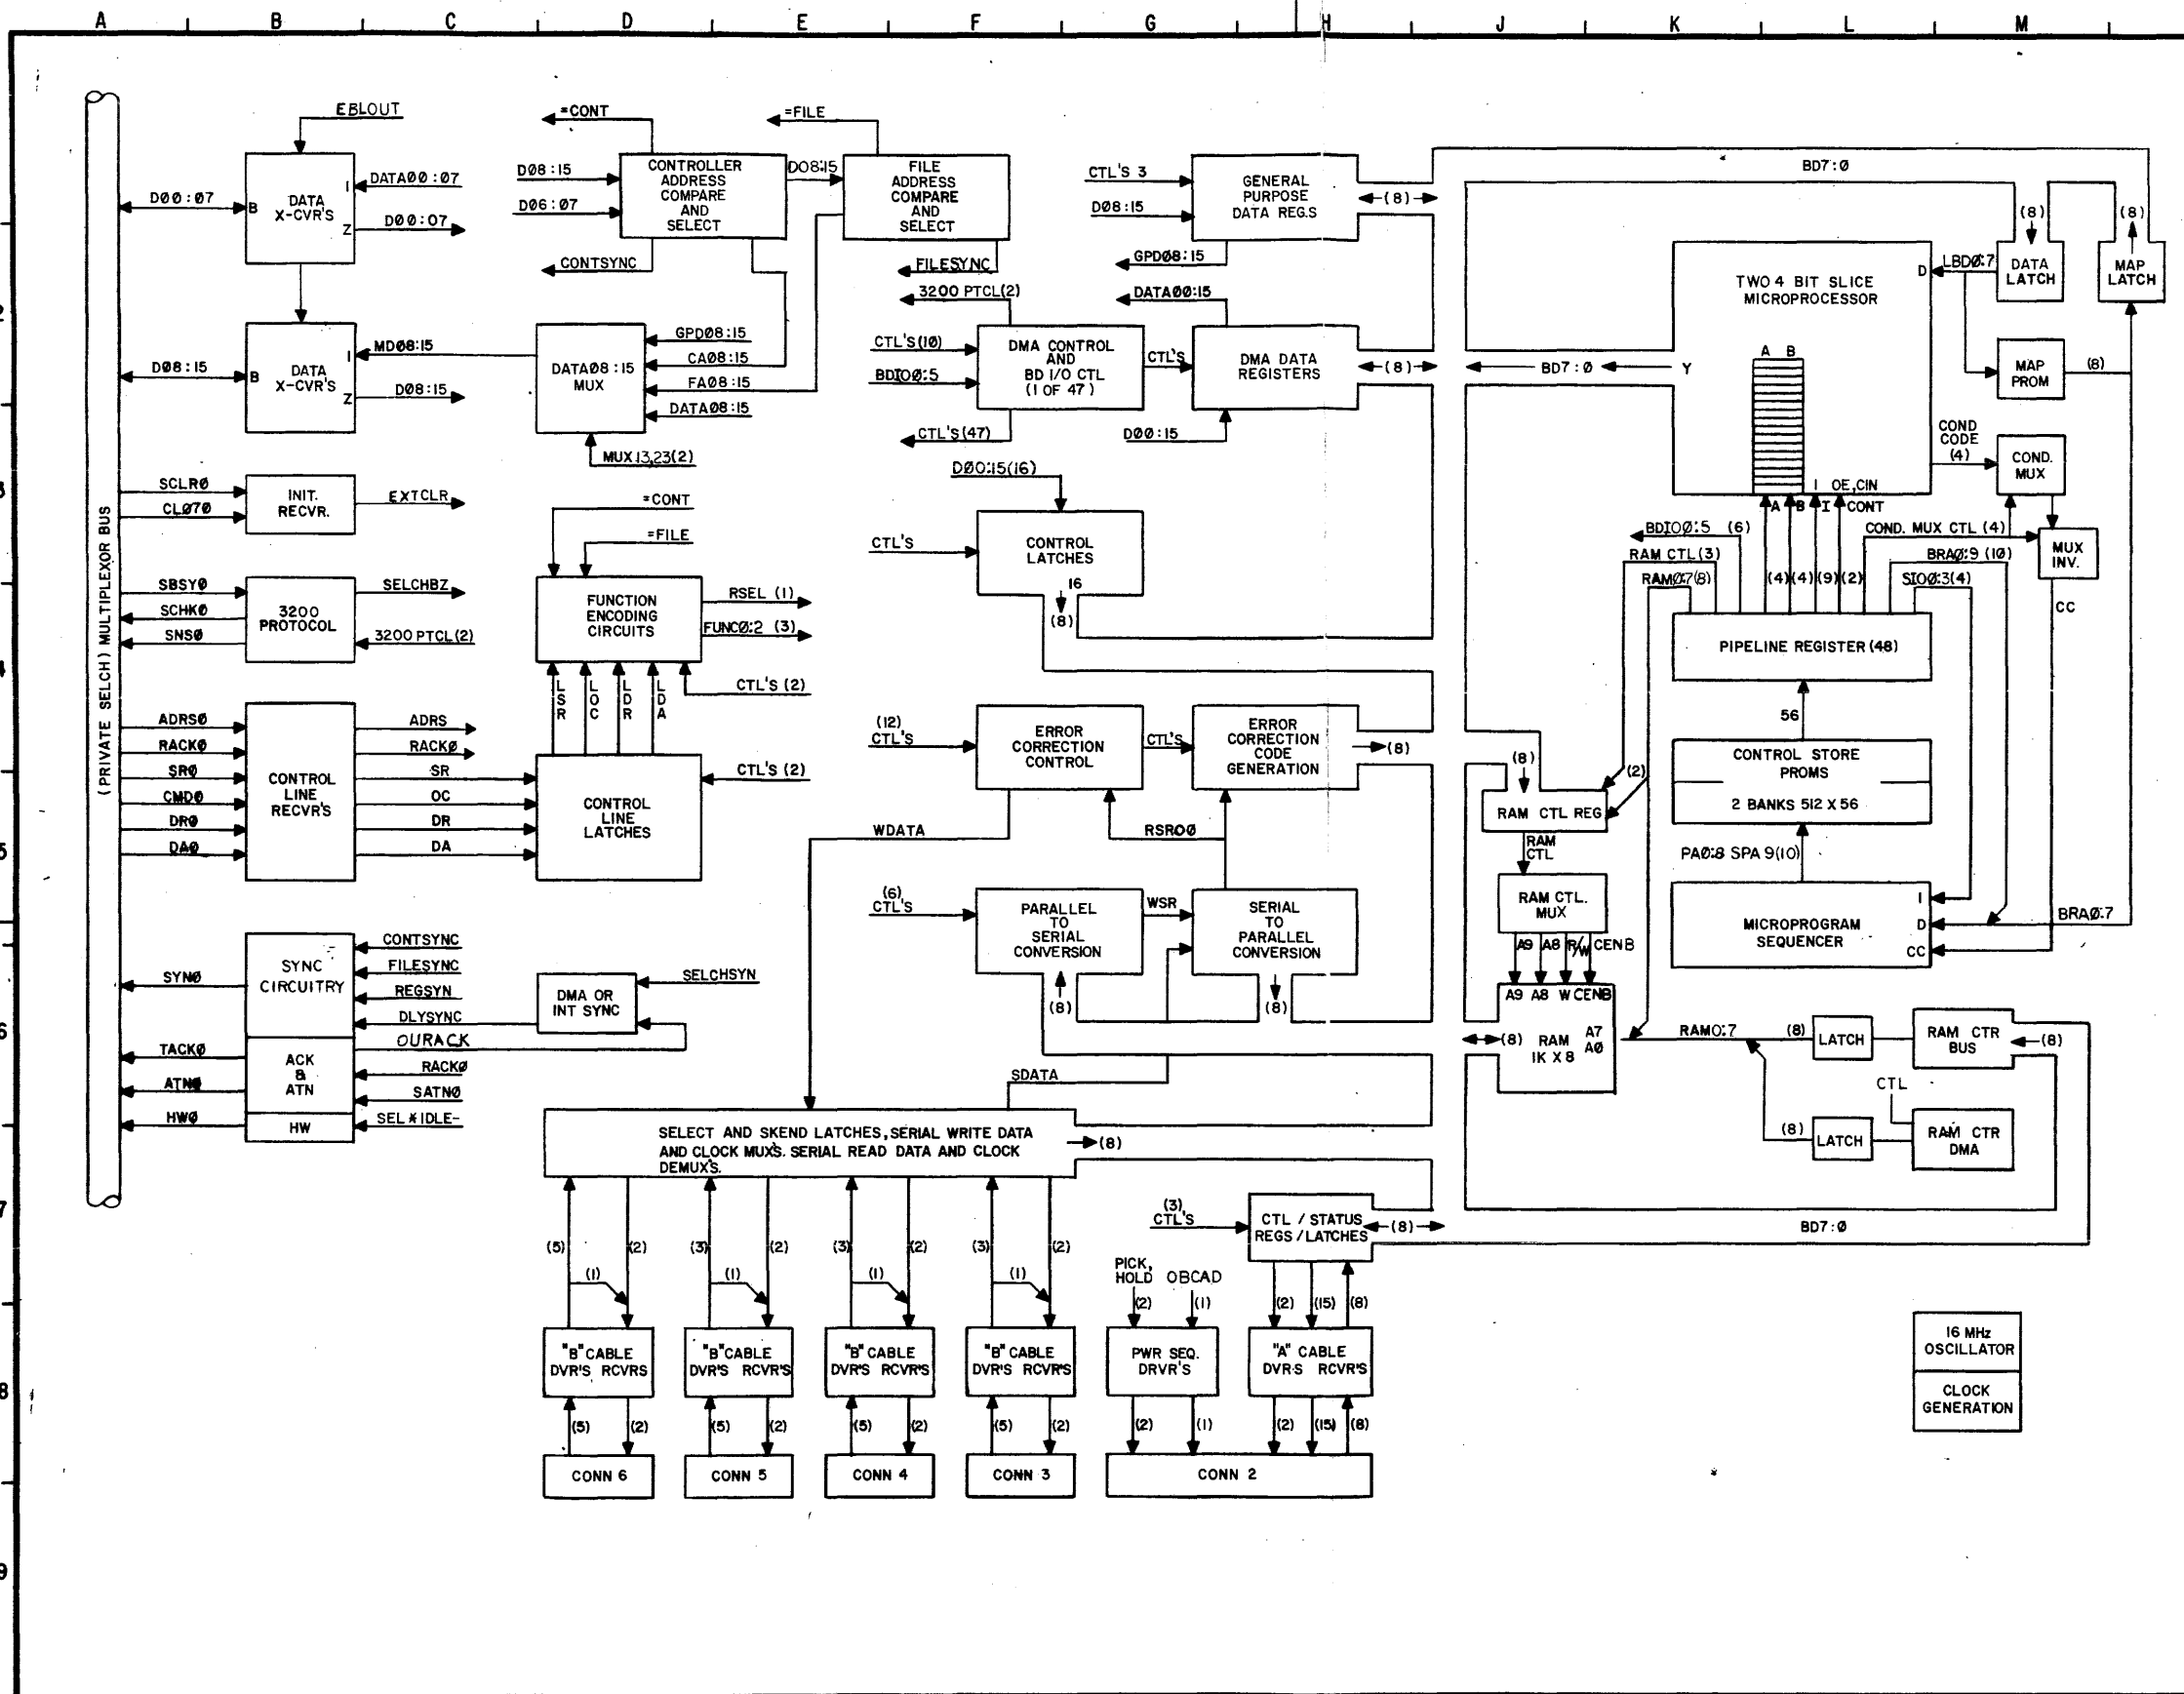 A B C D E F G H J K L M
(PRIVATE SELCH) MULTIPLEXOR BUS
EBLOUT
DATA
X-CVR'S
B
I
Z
D00:07
DATA00:07
D00:07
DATA
X-CVR'S
B
I
Z
D08:15
MD08:15
D08:15
=CONT
D08:15
D06:07
CONTROLLER
ADDRESS
COMPARE
AND
SELECT
CONTSYNC
D08:15
=FILE
FILE
ADDRESS
COMPARE
AND
SELECT
FILESYNC
DATA08:15
MUX
GPD08:15
CA08:15
FA08:15
DATA08:15
MUX13,23(2)
CTL'S 3
D08:15
GENERAL
PURPOSE
DATA REG.S
(8)
GPD08:15
3200 PTCL(2)
CTL'S(10)
BDIO0:5
DMA CONTROL
AND
BD I/O CTL
(1 OF 47)
CTL'S(47)
CTL'S
DATA00:15
DMA DATA
REGISTERS
(8)
D00:15
BD7:0
BD7:0
Y
TWO 4 BIT SLICE
MICROPROCESSOR
D
A B
I OE,CIN
A B I CONT
LBD0:7
(8)
DATA
LATCH
(8)
MAP
LATCH
MAP
PROM
(8)
COND
CODE
(4)
COND.
MUX
MUX
INV.
CC
SCLR0
CL070
INIT.
RECVR.
EXTCLR
SBSY0
SCHK0
SNS0
3200
PROTOCOL
SELCHBZ
3200 PTCL(2)
=CONT
=FILE
FUNCTION
ENCODING
CIRCUITS
RSEL (1)
FUNC0:2 (3)
CTL'S (2)
LSR
LOC
LDR
LDA
D00:15(16)
CTL'S
CONTROL
LATCHES
16
(8)
BDIO0:5 (6)
RAM CTL(3)
RAM0:7(8)
(4)(4)(9)(2)
COND. MUX CTL (4)
BRA0:9 (10)
SIO0:3(4)
PIPELINE REGISTER (48)
56
CONTROL STORE
PROMS
2 BANKS 512 X 56
PA0:8 SPA 9(10)
MICROPROGRAM
SEQUENCER
I
D
CC
BRA0:7
ADRS0
RACK0
SR0
CMD0
DR0
DA0
CONTROL
LINE
RECVR'S
ADRS
RACK0
SR
OC
DR
DA
CONTROL
LINE
LATCHES
CTL'S (2)
(12)
CTL'S
ERROR
CORRECTION
CONTROL
CTL'S
ERROR
CORRECTION
CODE
GENERATION
(8)
WDATA
RSRO0
(6)
CTL'S
PARALLEL
TO
SERIAL
CONVERSION
(8)
WSR
SERIAL
TO
PARALLEL
CONVERSION
(8)
(8)
(2)
RAM CTL REG
RAM
CTL
RAM CTL.
MUX
A9 A8 R/W CENB
A9 A8 W CENB
(8)
RAM
1K X 8
A7
A0
RAM0:7
(8)
LATCH
RAM CTR
BUS
(8)
CTL
(8)
LATCH
RAM CTR
DMA
BD7:0
SYN0
SYNC
CIRCUITRY
CONTSYNC
FILESYNC
REGSYN
DLYSYNC
DMA OR
INT SYNC
SELCHSYN
OURACK
TACK0
ATN0
ACK
&
ATN
RACK0
SATN0
HW0
HW
SEL*IDLE-
SDATA
SELECT AND SKEND LATCHES, SERIAL WRITE DATA
AND CLOCK MUX'S. SERIAL READ DATA AND CLOCK
DEMUX'S.
(8)
(5) (2) (3) (2) (3) (2) (3) (2)
(1) (1) (1) (1)
(3)
CTL'S
CTL / STATUS
REGS / LATCHES
(8)
PICK,
HOLD
OBCAD
(2) (1) (2) (15) (8)
"B" CABLE
DVR'S RCVRS
"B" CABLE
DVR'S RCVR'S
"B" CABLE
DVR'S RCVR'S
"B" CABLE
DVR'S RCVR'S
PWR SEQ.
DRVR'S
"A" CABLE
DVR'S RCVR'S
(5) (2) (5) (2) (5) (2) (5) (2) (2) (1) (2) (15) (8)
CONN 6
CONN 5
CONN 4
CONN 3
CONN 2
16 MHz
OSCILLATOR
CLOCK
GENERATION
2
3
4
5
6
7
8
9